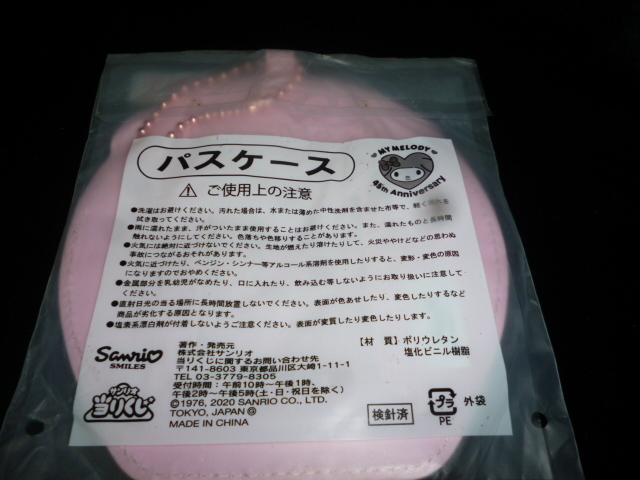 パスケース
MY MELODY
45th Anniversary
⚠ ご使用上の注意
●洗濯はお避けください。汚れた場合は、水または薄めた中性洗剤を含ませた布等で、軽く汚れを
拭き取ってください。
●雨に濡れたまま、汗がついたまま使用することはお避けください。また、濡れたものと長時間
触れないようにしてください。色落ちや色移りすることがあります。
●火気には絶対に近づけないでください。生地が燃えたり溶けたりして、火災ややけどなどの思わぬ
事故につながるおそれがあります。
●火気に近づけたり、ベンジン・シンナー等アルコール系溶剤を使用したりすると、変形・変色の原因
になりますのでおやめください。
●金属部分を乳幼児がなめたり、口に入れたり、飲み込む等しないようにお取り扱いに注意して
ください。
●直射日光の当る場所に長時間放置しないでください。表面が色あせしたり、変色したりするなど
商品が劣化する原因となります。
●塩素系漂白剤が付着しないようご注意ください。表面が変質したり変色したりします。
Sanrio
SMILES
サンリオ
当りくじ
著作・発売元
株式会社サンリオ
当りくじに関するお問い合わせ先
〒141-8603 東京都品川区大崎1-11-1
TEL 03-3779-8305
受付時間:午前10時〜午後1時、
午後2時〜午後5時(土・日・祝日を除く)
©1976, 2020 SANRIO CO., LTD.
TOKYO, JAPAN Ⓗ
MADE IN CHINA
【材 質】ポリウレタン
塩化ビニル樹脂
検針済
プラ 外袋
PE